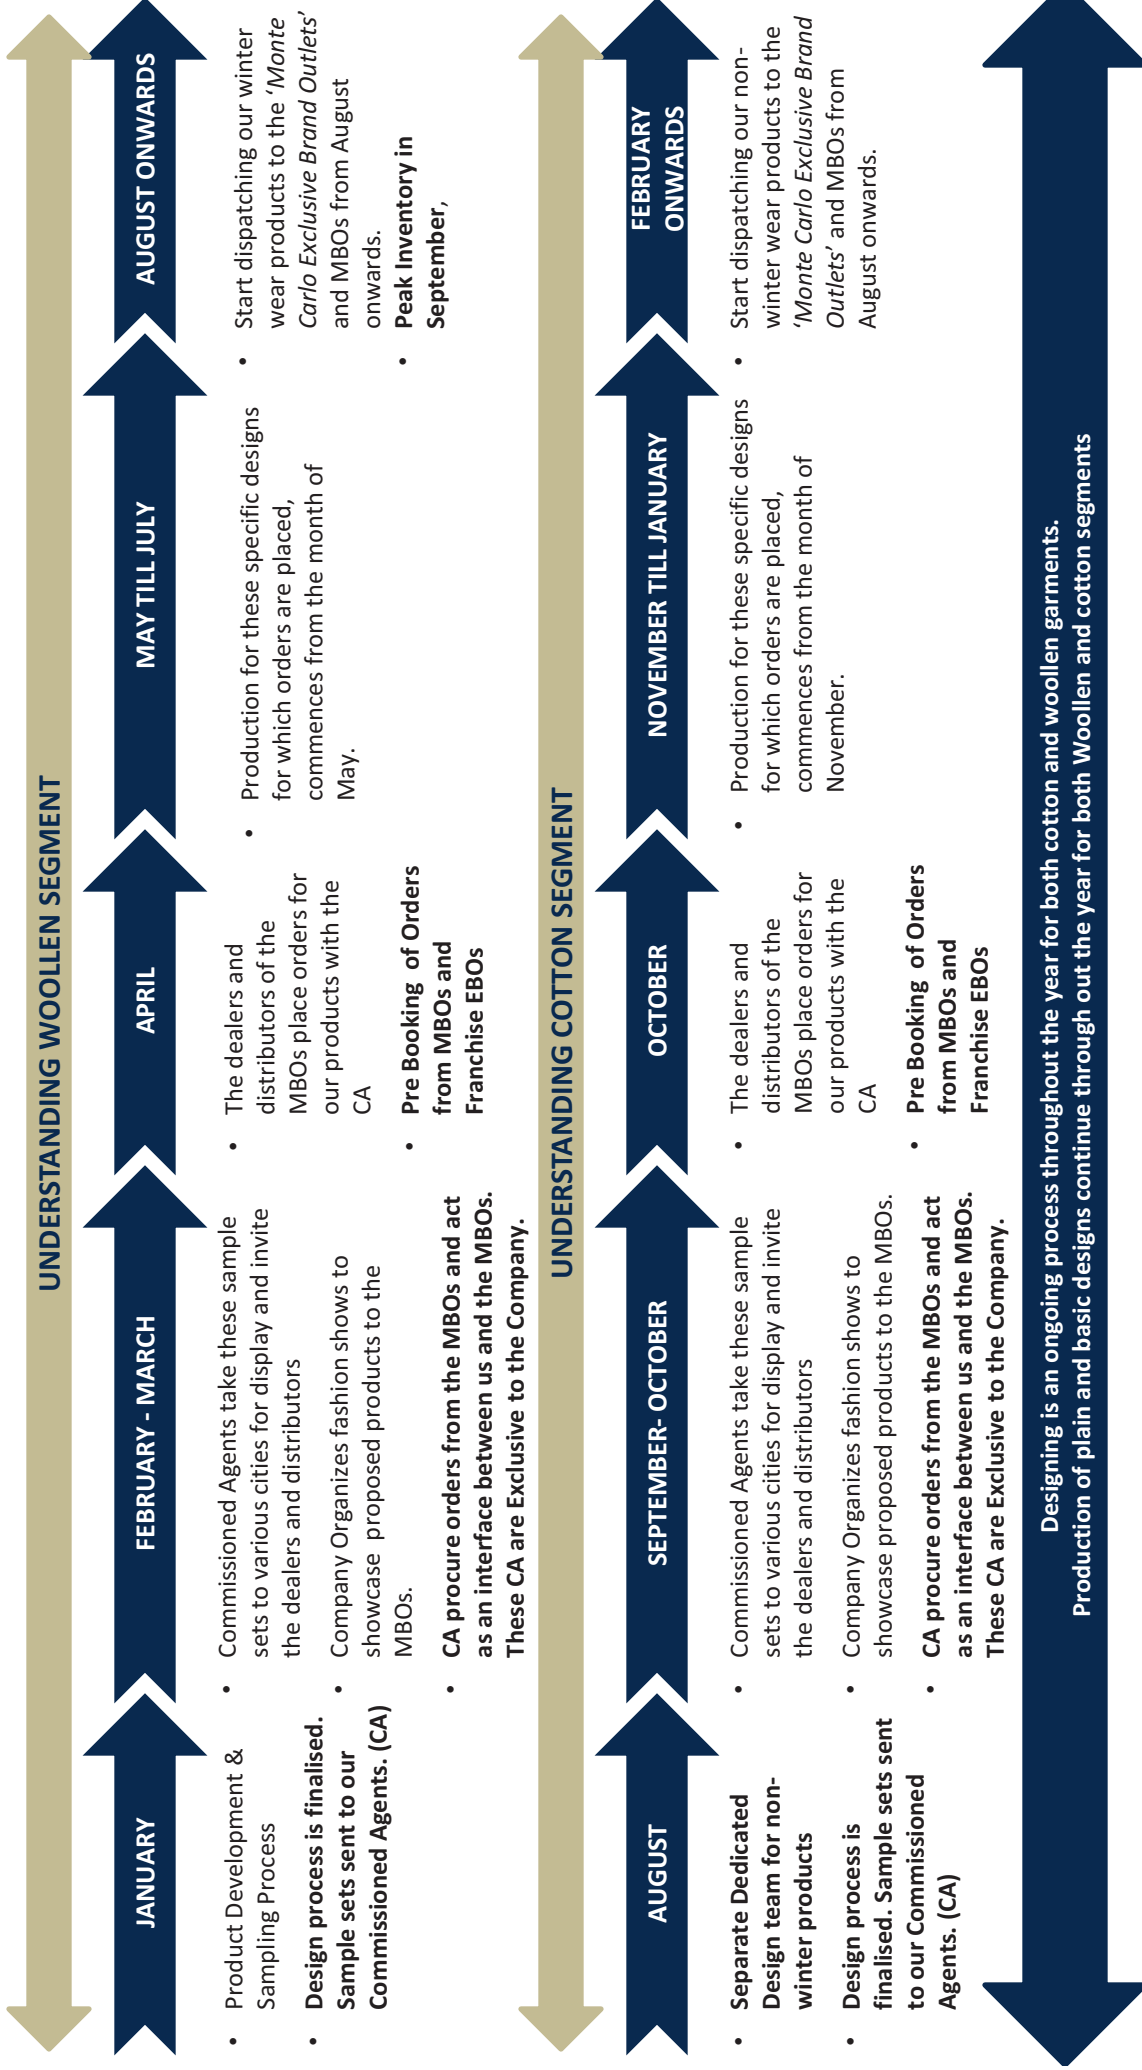 UNDERSTANDING WOOLLEN SEGMENT
JANUARY
• Product Development &
Sampling Process
• Design process is finalised.
Sample sets sent to our
Commissioned Agents. (CA)
FEBRUARY - MARCH
• Commissioned Agents take these sample
sets to various cities for display and invite
the dealers and distributors
• Company Organizes fashion shows to
showcase proposed products to the
MBOs.
• CA procure orders from the MBOs and act
as an interface between us and the MBOs.
These CA are Exclusive to the Company.
APRIL
• The dealers and
distributors of the
MBOs place orders for
our products with the
CA
• Pre Booking of Orders
from MBOs and
Franchise EBOs
MAY TILL JULY
• Production for these specific designs
for which orders are placed,
commences from the month of
May.
AUGUST ONWARDS
• Start dispatching our winter
wear products to the ‘Monte
Carlo Exclusive Brand Outlets’
and MBOs from August
onwards.
• Peak Inventory in
September,
UNDERSTANDING COTTON SEGMENT
AUGUST
• Separate Dedicated
Design team for non-
winter products
• Design process is
finalised. Sample sets sent
to our Commissioned
Agents. (CA)
SEPTEMBER- OCTOBER
• Commissioned Agents take these sample
sets to various cities for display and invite
the dealers and distributors
• Company Organizes fashion shows to
showcase proposed products to the MBOs.
• CA procure orders from the MBOs and act
as an interface between us and the MBOs.
These CA are Exclusive to the Company.
OCTOBER
• The dealers and
distributors of the
MBOs place orders for
our products with the
CA
• Pre Booking of Orders
from MBOs and
Franchise EBOs
NOVEMBER TILL JANUARY
• Production for these specific designs
for which orders are placed,
commences from the month of
November.
FEBRUARY
ONWARDS
• Start dispatching our non-
winter wear products to the
‘Monte Carlo Exclusive Brand
Outlets’ and MBOs from
August onwards.
Designing is an ongoing process throughout the year for both cotton and woollen garments.
Production of plain and basic designs continue through out the year for both Woollen and cotton segments